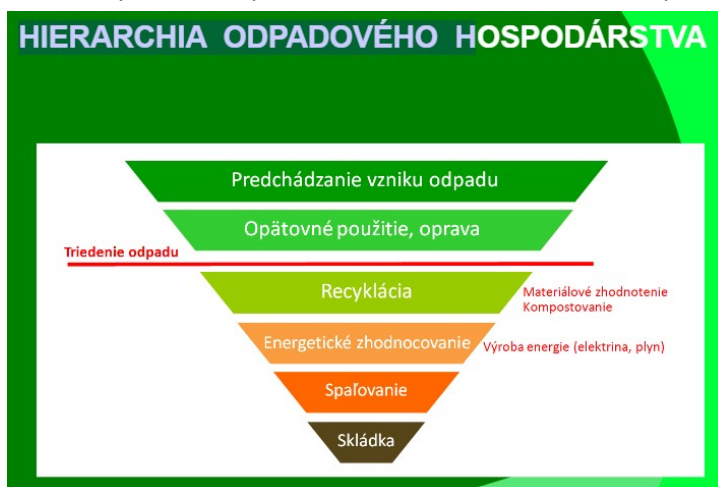 HIERARCHIA ODPADOVÉHO HOSPODÁRSTVA
Predchádzanie vzniku odpadu
Opätovné použitie, oprava
Triedenie odpadu
Recyklácia
Materiálové zhodnotenie
Kompostovanie
Energetické zhodnocovanie
Výroba energie (elektrina, plyn)
Spaľovanie
Skládka